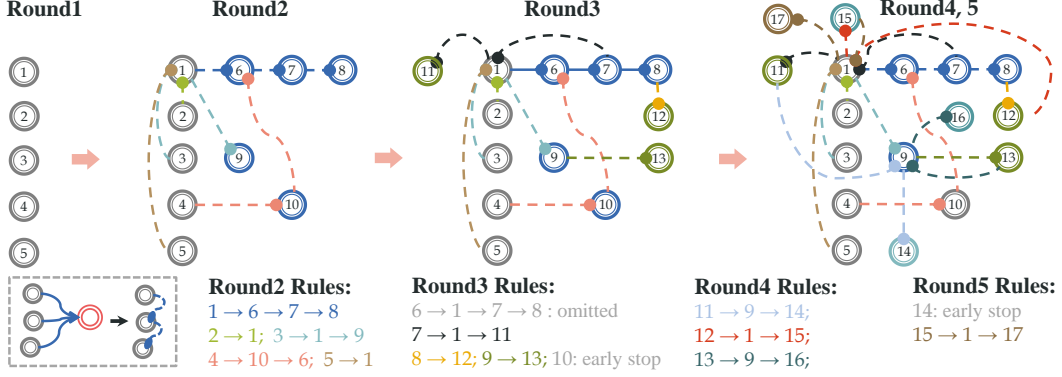 Round1
Round2
Round3
Round4, 5
1
2
3
4
5
1 6 7 8
2
3 9
4 10
5
11 1 6 7 8
2 12
3 9 13
4 10
5
17 15
11 1 6 7 8
2 16 12
3 9 13
4 10
5 14
Round2 Rules:
1 → 6 → 7 → 8
2 → 1; 3 → 1 → 9
4 → 10 → 6; 5 → 1
Round3 Rules:
6 → 1 → 7 → 8 : omitted
7 → 1 → 11
8 → 12; 9 → 13; 10: early stop
Round4 Rules:
11 → 9 → 14;
12 → 1 → 15;
13 → 9 → 16;
Round5 Rules:
14: early stop
15 → 1 → 17